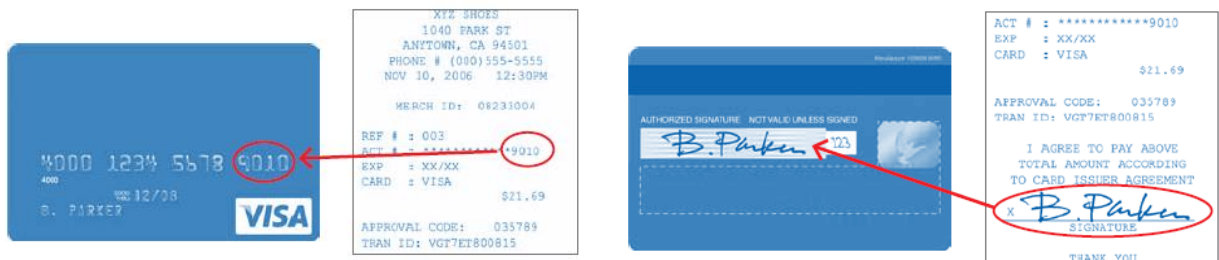 4000 1234 5678 9010
4000
12/08
B. PARKER
VISA
XYZ SHOES
1040 PARK ST
ANYTOWN, CA 94501
PHONE # (000)555-5555
NOV 10, 2006 12:30PM
MERCH ID: 08233004
REF # : 003
ACT # : ************9010
EXP : XX/XX
CARD : VISA
$21.69
APPROVAL CODE: 035789
TRAN ID: VGT7ET800815
AUTHORIZED SIGNATURE NOT VALID UNLESS SIGNED
B. Parker 123
ACT # : ************9010
EXP : XX/XX
CARD : VISA
$21.69
APPROVAL CODE: 035789
TRAN ID: VGT7ET800815
I AGREE TO PAY ABOVE
TOTAL AMOUNT ACCORDING
TO CARD ISSUER AGREEMENT
X B. Parker
SIGNATURE
THANK YOU